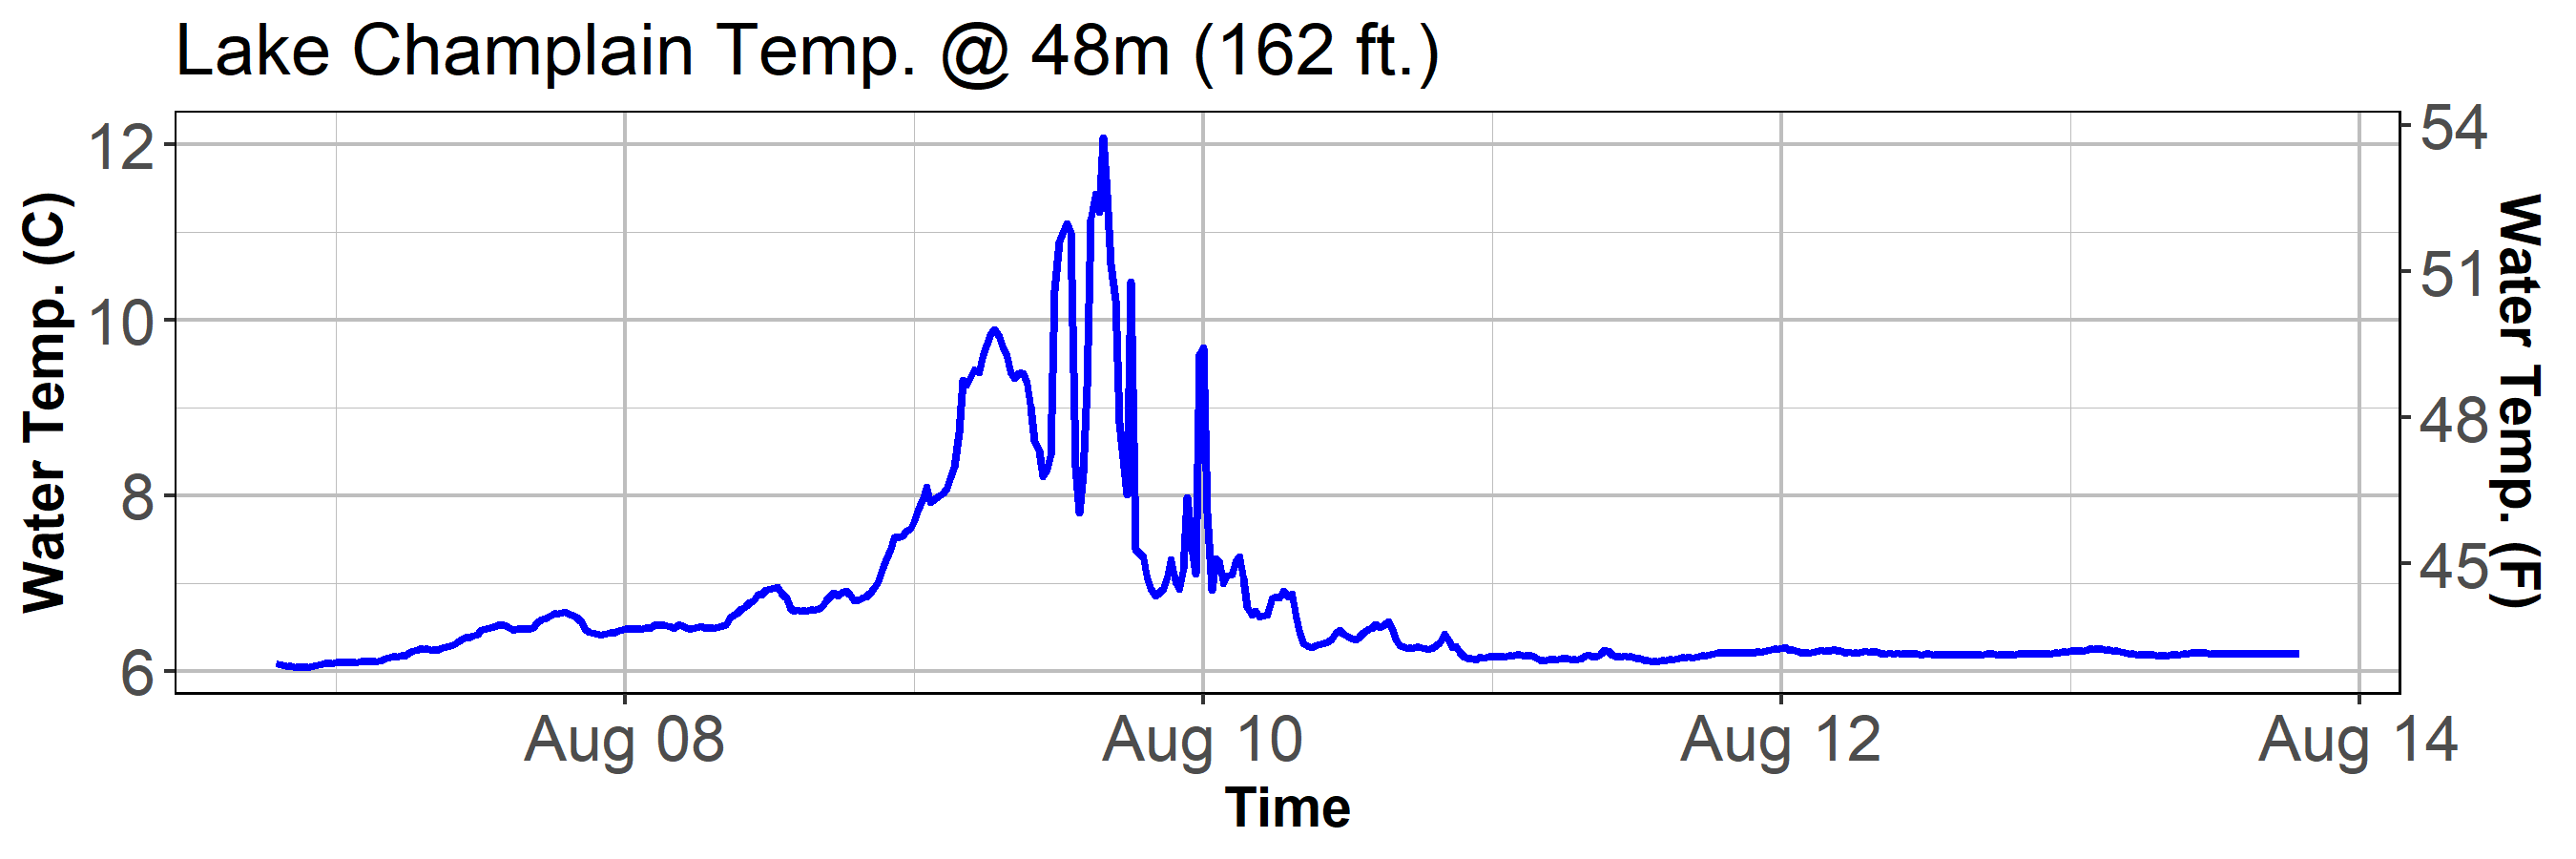 Lake Champlain Temp. @ 48m (162 ft.)
Water Temp. (C)
12
10
8
6
54
51
48
45
Water Temp. (F)
Aug 08
Aug 10
Aug 12
Aug 14
Time